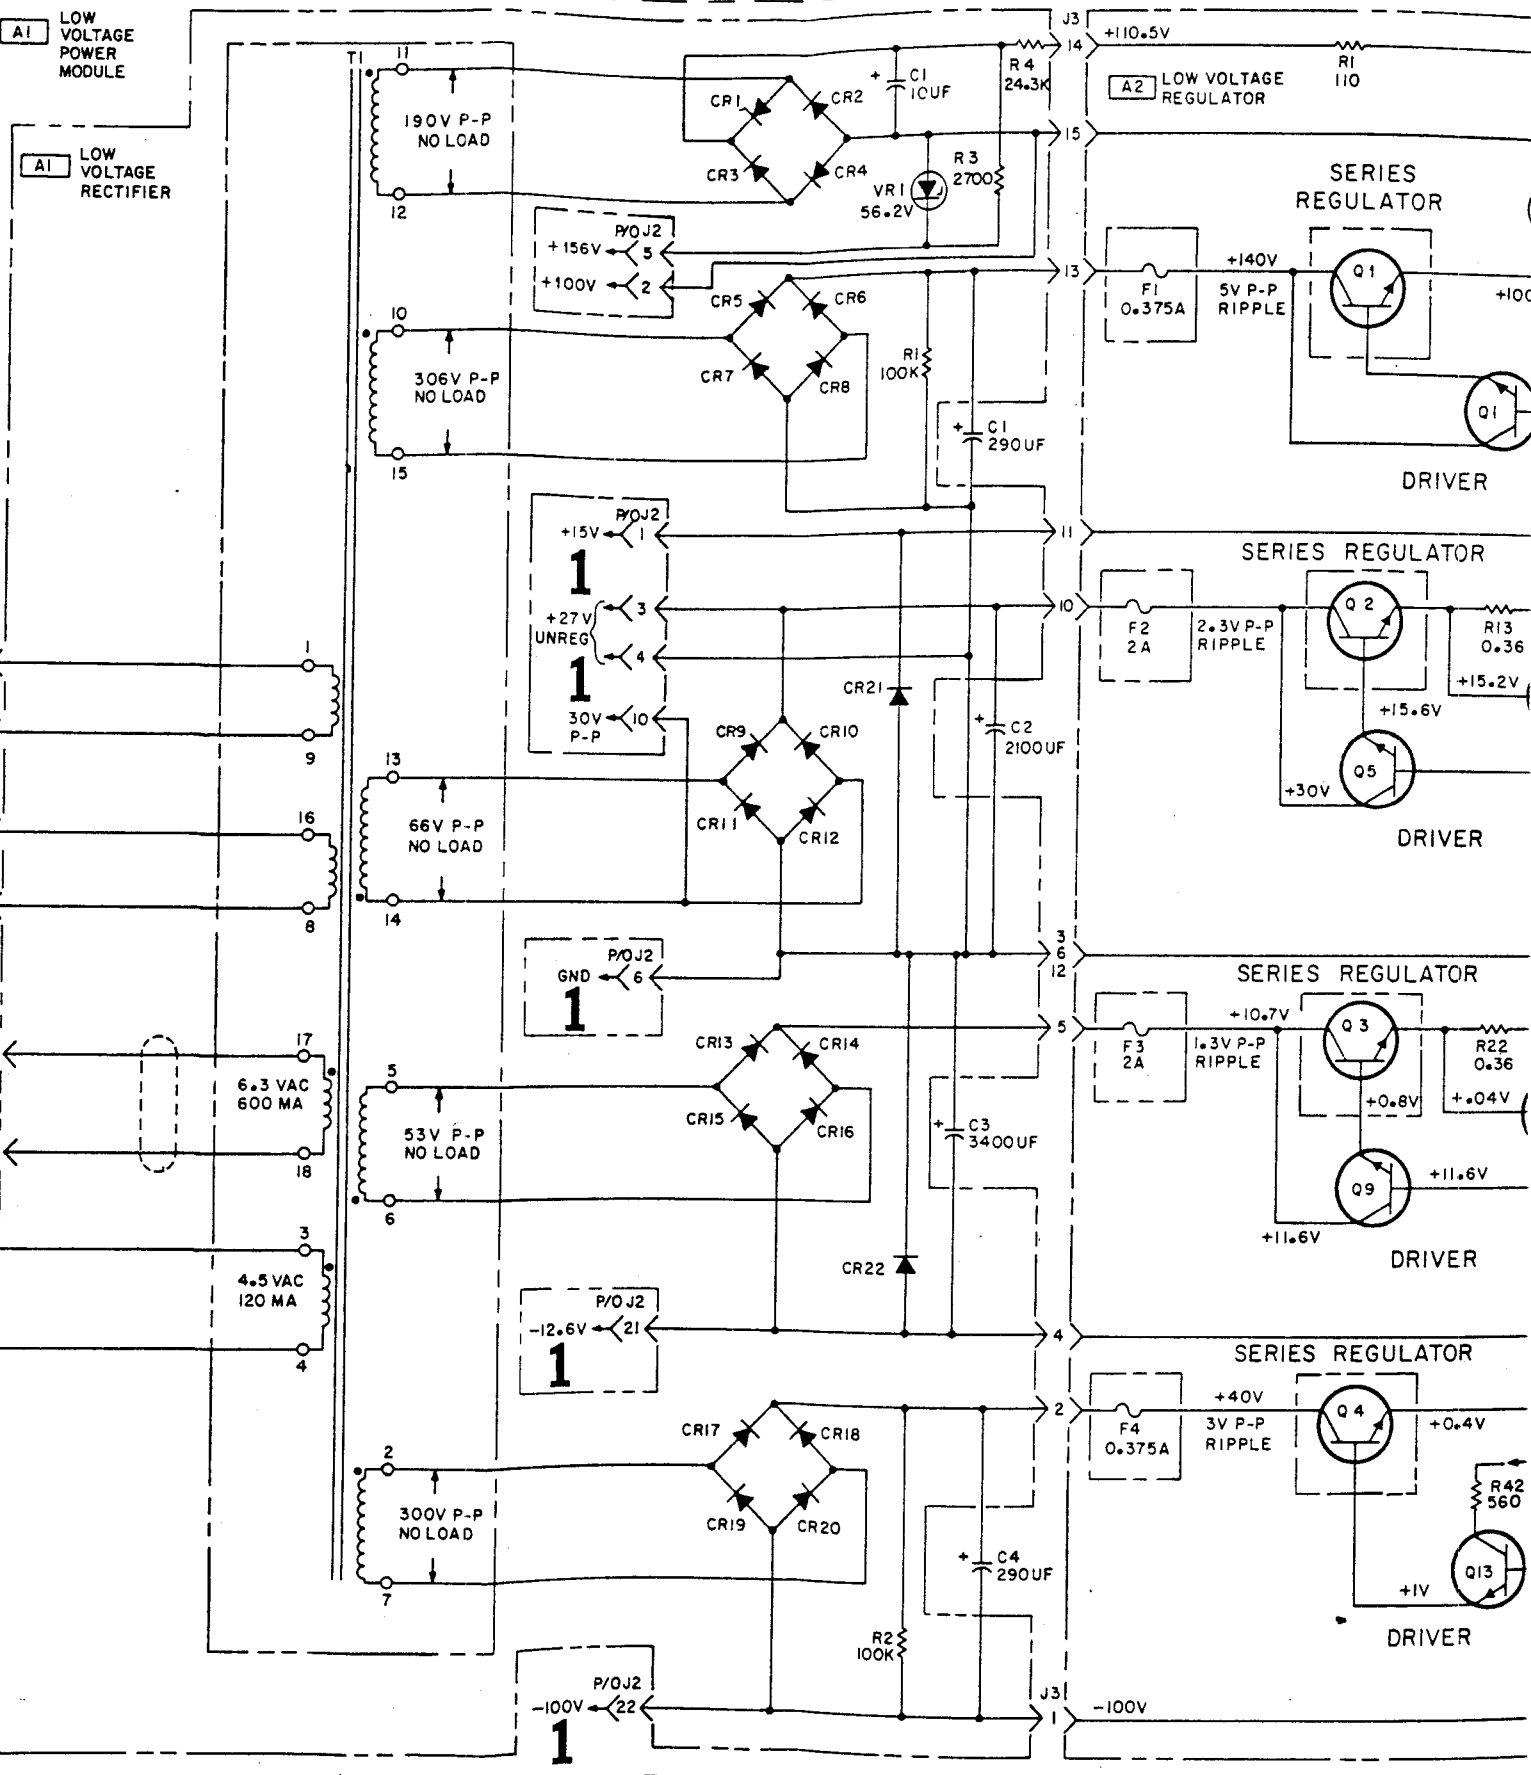 A1 LOW
VOLTAGE
POWER
MODULE
A1 LOW
VOLTAGE
RECTIFIER
T1
11
190V P-P
NO LOAD
12
CR1
CR2
CR3
CR4
+ C1
10UF
R4
24.3K
J3
14
+110.5V
R1
110
A2 LOW VOLTAGE
REGULATOR
15
VR1
56.2V
R3
2700
P/O J2
+156V 5
+100V 2
SERIES
REGULATOR
13
F1
0.375A
+140V
5V P-P
RIPPLE
Q1
Q1
DRIVER
10
306V P-P
NO LOAD
15
CR5
CR6
CR7
CR8
R1
100K
+ C1
290UF
P/O J2
+15V 1
1
+27V
UNREG
3
4
1
30V
P-P
10
11
SERIES REGULATOR
10
F2
2A
2.3V P-P
RIPPLE
Q2
R13
0.36
+15.2V
+15.6V
Q5
+30V
DRIVER
CR21
+ C2
2100UF
1
9
16
8
13
66V P-P
NO LOAD
14
CR9
CR10
CR11
CR12
P/O J2
GND 6
1
3
6
12
SERIES REGULATOR
5
F3
2A
+10.7V
1.3V P-P
RIPPLE
Q3
R22
0.36
+0.8V
+.04V
Q9
+11.6V
+11.6V
DRIVER
17
6.3 VAC
600 MA
18
5
53V P-P
NO LOAD
6
CR13
CR14
CR15
CR16
+ C3
3400UF
CR22
3
4.5 VAC
120 MA
4
P/O J2
-12.6V 21
1
4
SERIES REGULATOR
2
F4
0.375A
+40V
3V P-P
RIPPLE
Q4
+0.4V
R42
560
Q13
+1V
DRIVER
2
300V P-P
NO LOAD
7
CR17
CR18
CR19
CR20
+ C4
290UF
R2
100K
P/O J2
-100V 22
1
J3
1
-100V